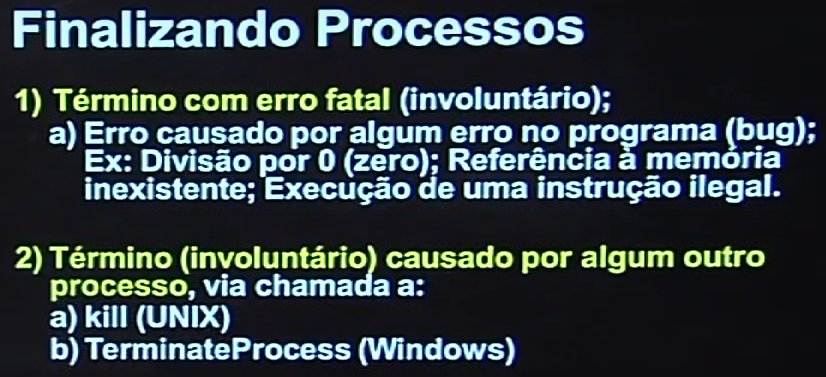 Finalizando Processos
1) Término com erro fatal (involuntário);
a) Erro causado por algum erro no programa (bug);
Ex: Divisão por 0 (zero); Referência à memória
inexistente; Execução de uma instrução ilegal.
2) Término (involuntário) causado por algum outro
processo, via chamada a:
a) kill (UNIX)
b) TerminateProcess (Windows)